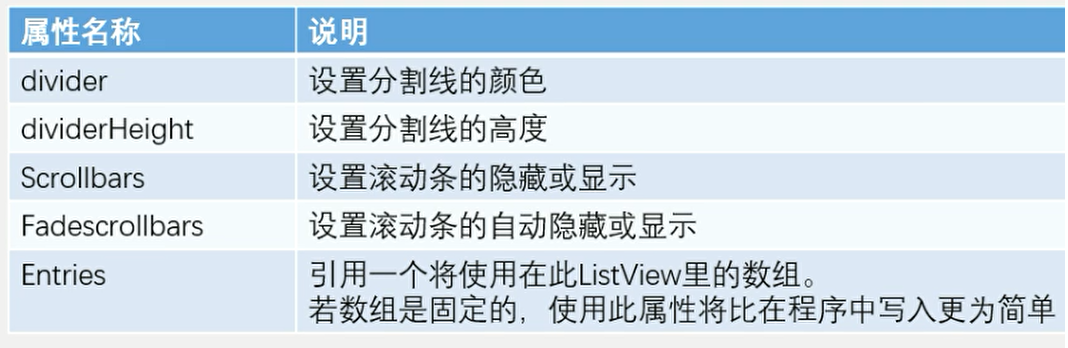 属性名称 说明
divider 设置分割线的颜色
dividerHeight 设置分割线的高度
Scrollbars 设置滚动条的隐藏或显示
Fadescrollbars 设置滚动条的自动隐藏或显示
Entries 引用一个将使用在此ListView里的数组。
若数组是固定的，使用此属性将比在程序中写入更为简单